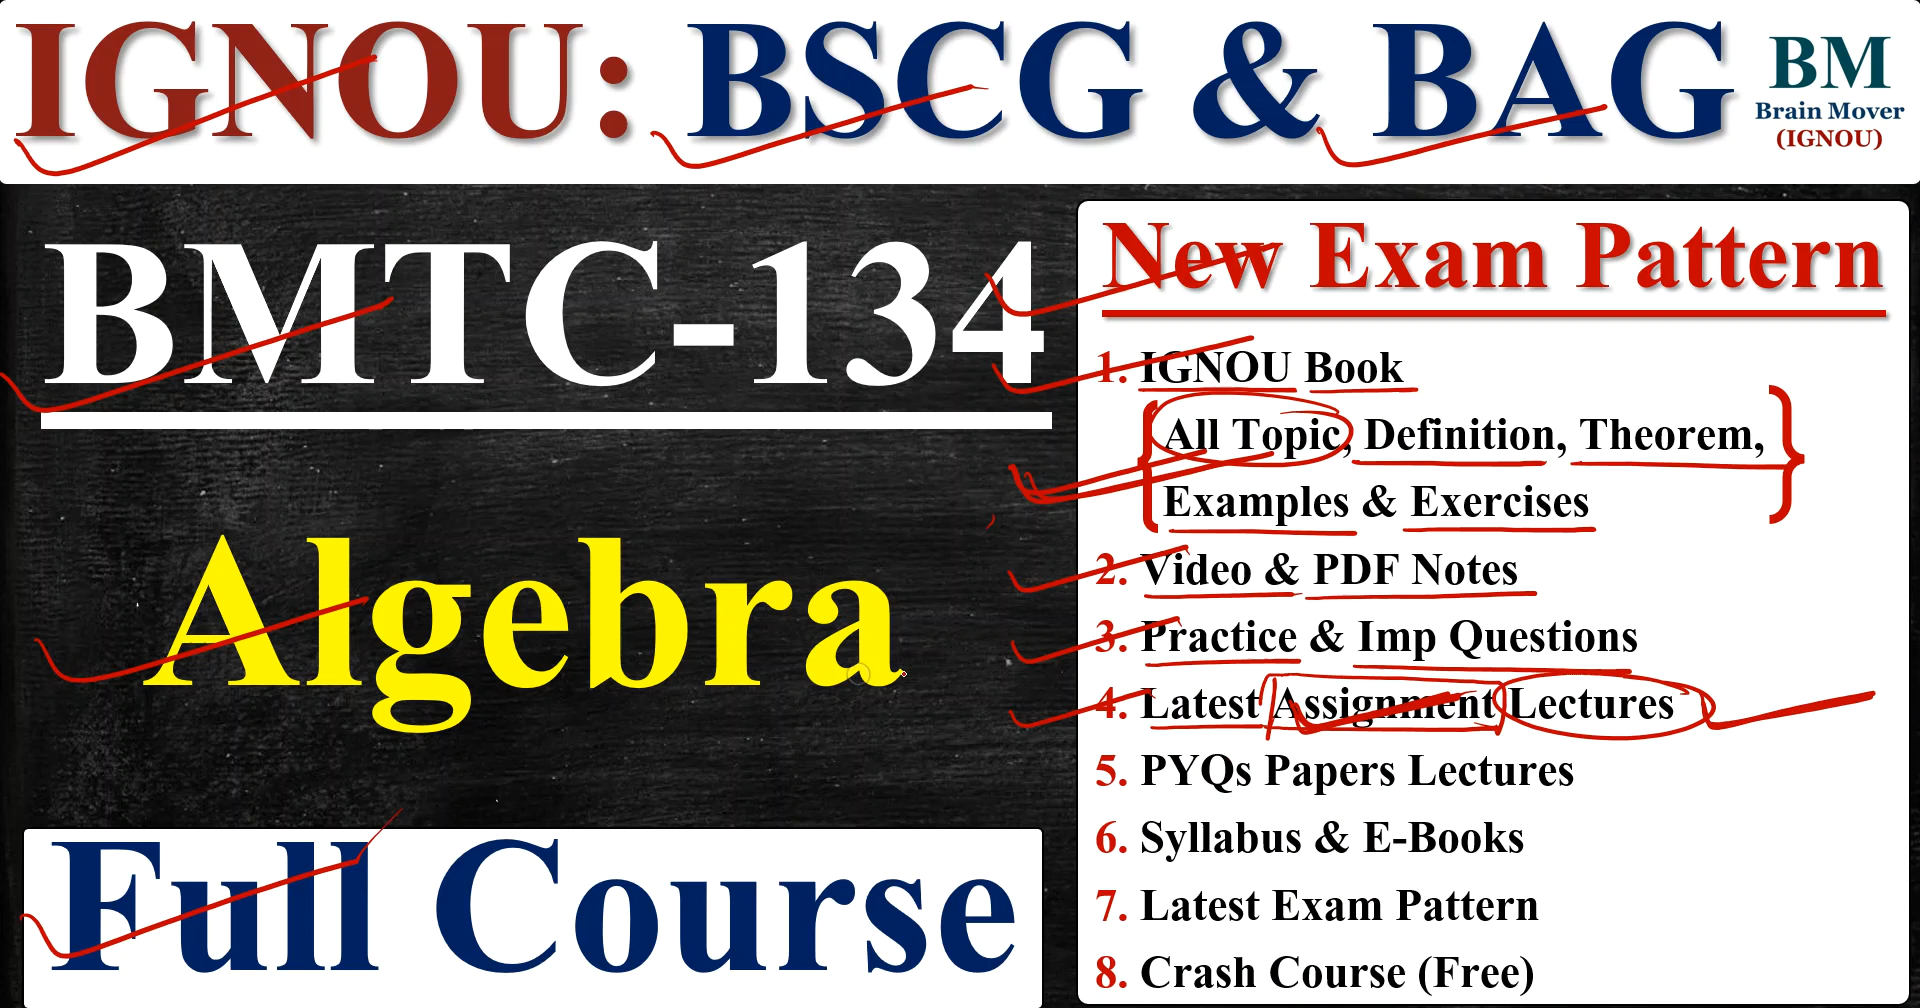 IGNOU: BSCG & BAG
BM
Brain Mover
(IGNOU)
BMTC-134
Algebra
Full Course
New Exam Pattern
1. IGNOU Book
{All Topic, Definition, Theorem,
Examples & Exercises}
2. Video & PDF Notes
3. Practice & Imp Questions
4. Latest Assignment Lectures
5. PYQs Papers Lectures
6. Syllabus & E-Books
7. Latest Exam Pattern
8. Crash Course (Free)